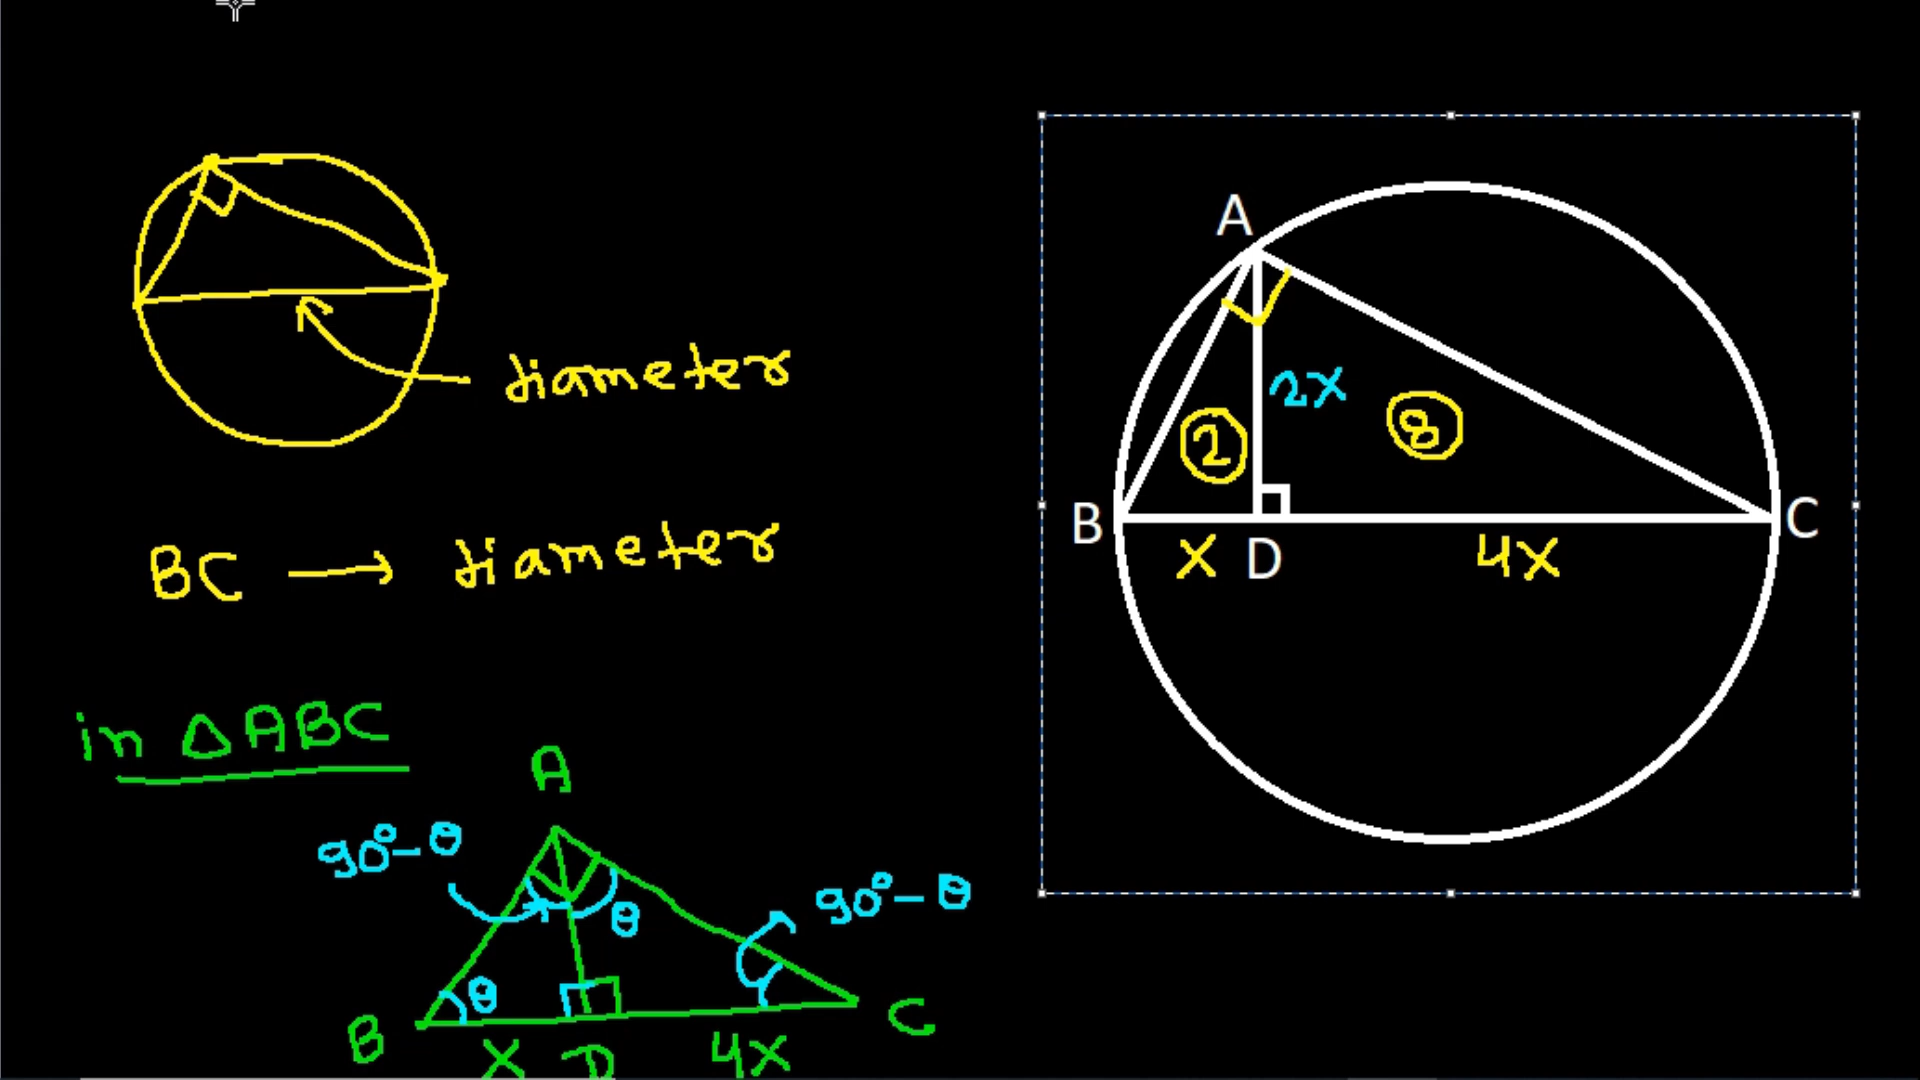 diameter
BC → diameter
in △ABC
A
90°-θ
θ
90°-θ
θ
B
C
X D 4X
A
2X
2
8
B
C
X D 4X